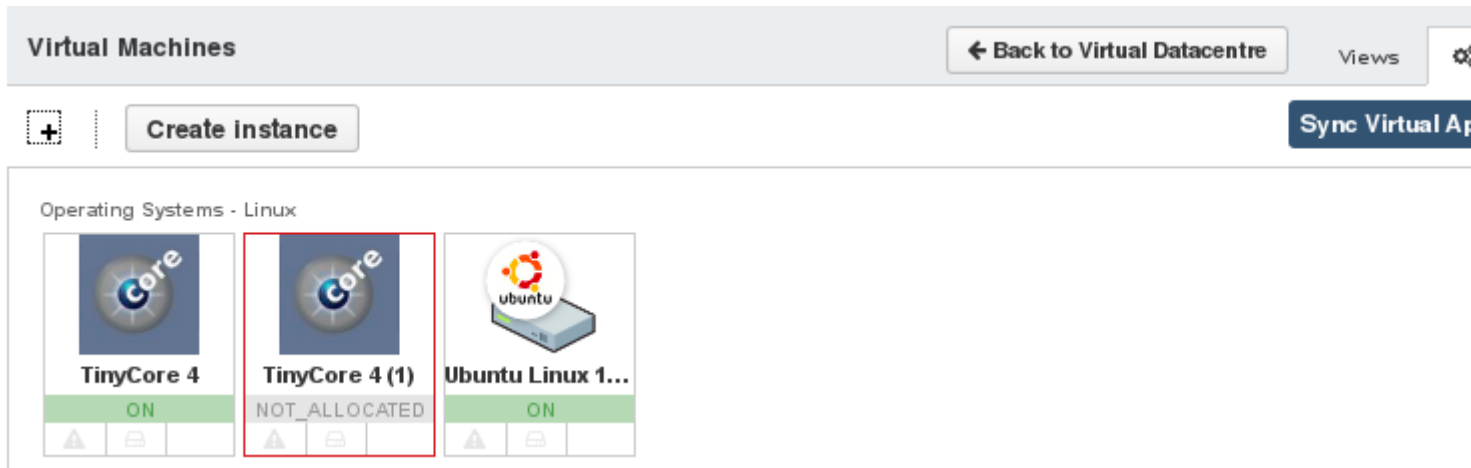 Virtual Machines
Back to Virtual Datacentre
Views
Create instance
Sync Virtual Ap
Operating Systems - Linux
core
core
ubuntu
TinyCore 4
TinyCore 4 (1)
Ubuntu Linux 1...
ON
NOT_ALLOCATED
ON